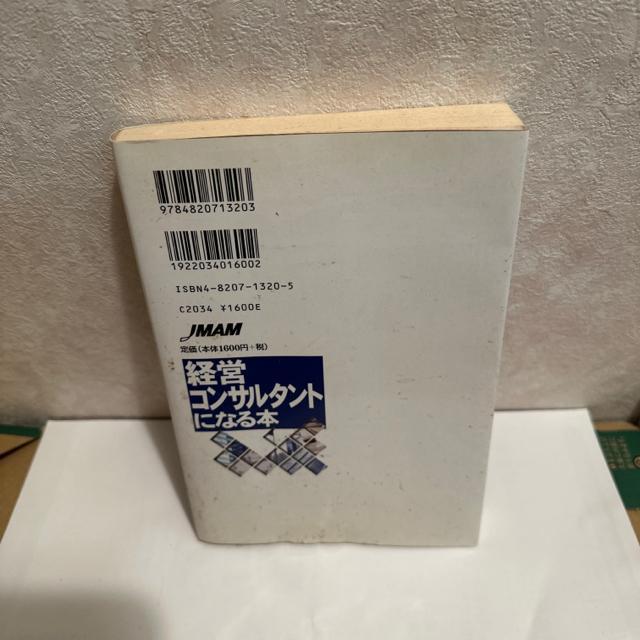 9784820713203
1922034016002
ISBN4-8207-1320-5
C2034 ¥1600E
JMAM
定価(本体1600円+税)
経営
コンサルタント
になる本